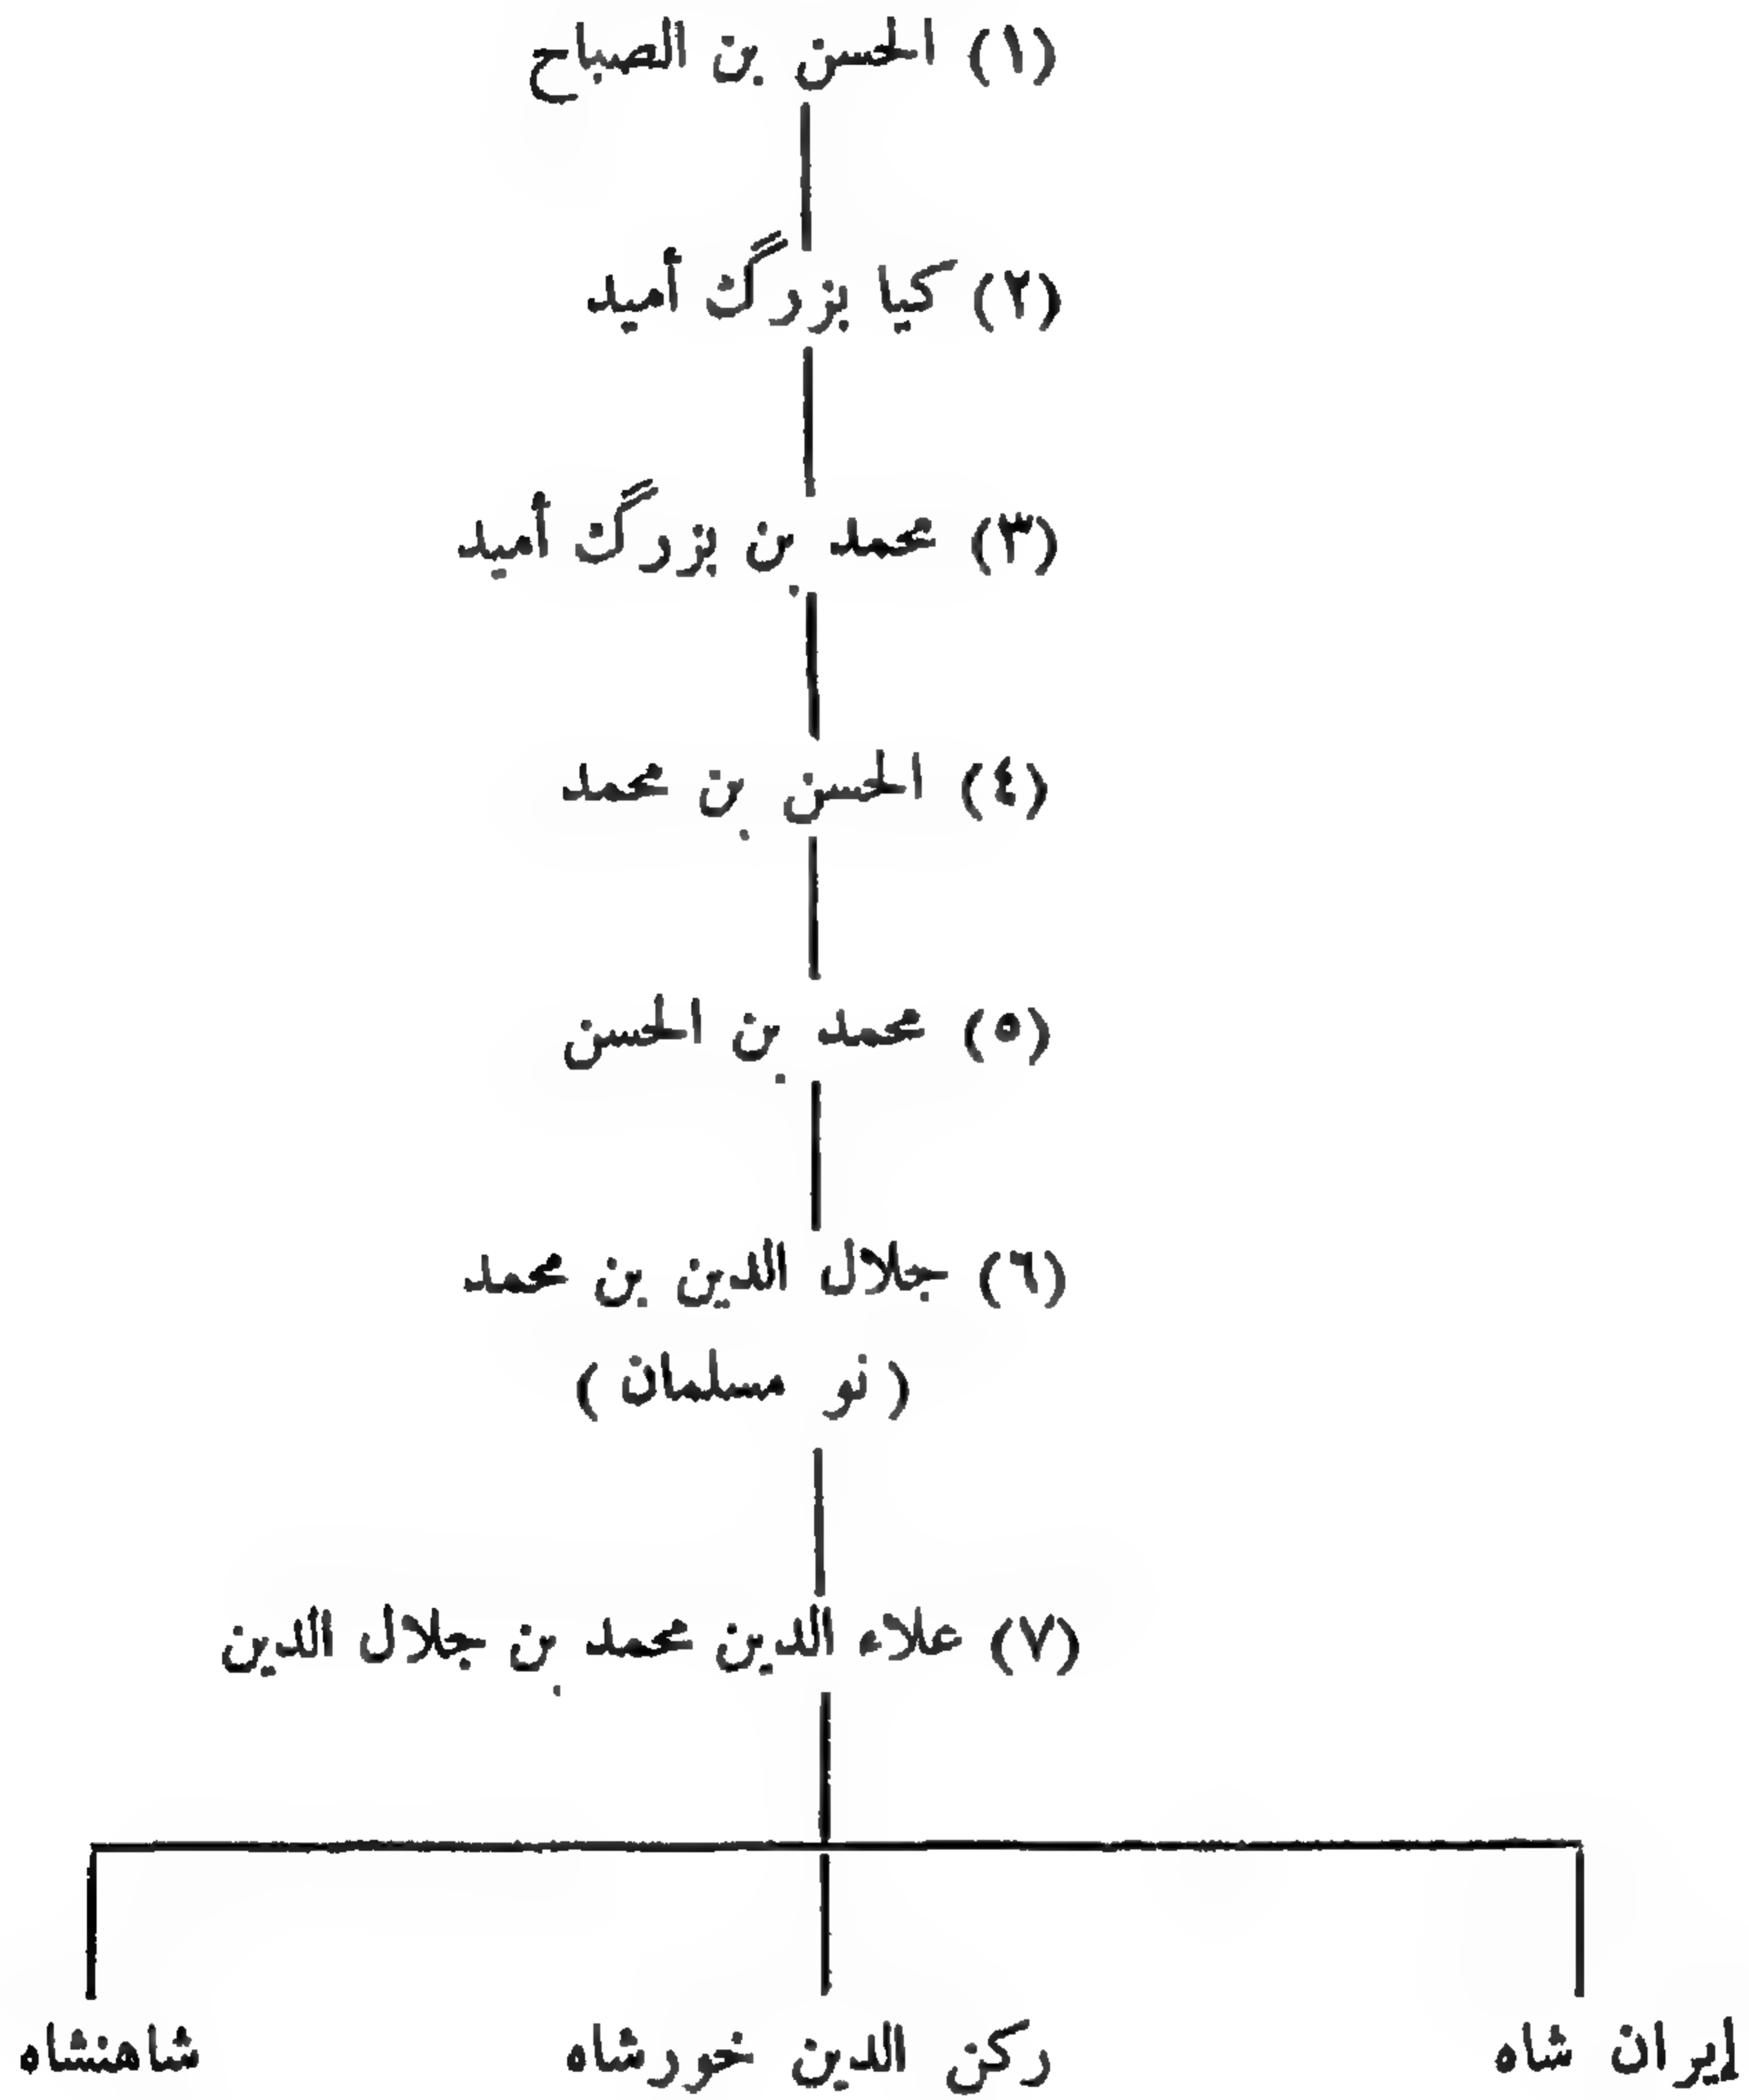 (١) الحسن بن الصباح
(٢) كيا بزرگ أميد
(٣) محمد بن بزرگ أميد
(٤) الحسن بن محمد
(٥) محمد بن الحسن
(٦) جلال الدين بن محمد
(نو مسلمان)
(٧) علاء الدين محمد بن جلال الدين
إيران شاه ركن الدين خورشاه شاهنشاه